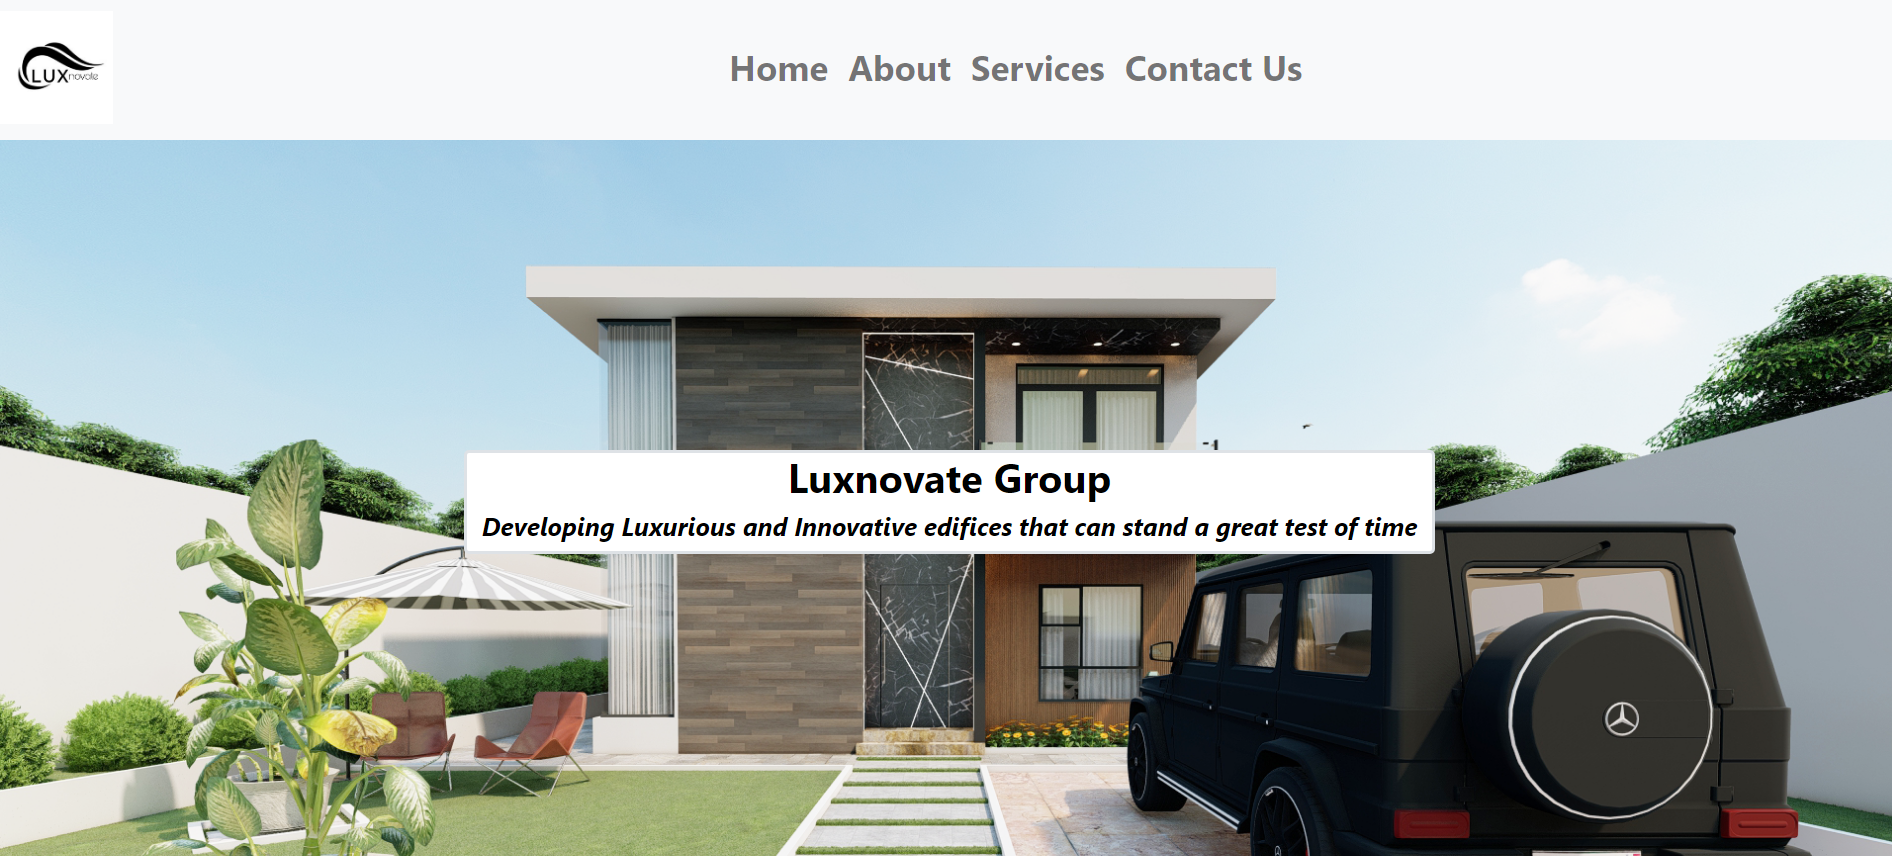 LUXnovate
Home About Services Contact Us
Luxnovate Group
Developing Luxurious and Innovative edifices that can stand a great test of time